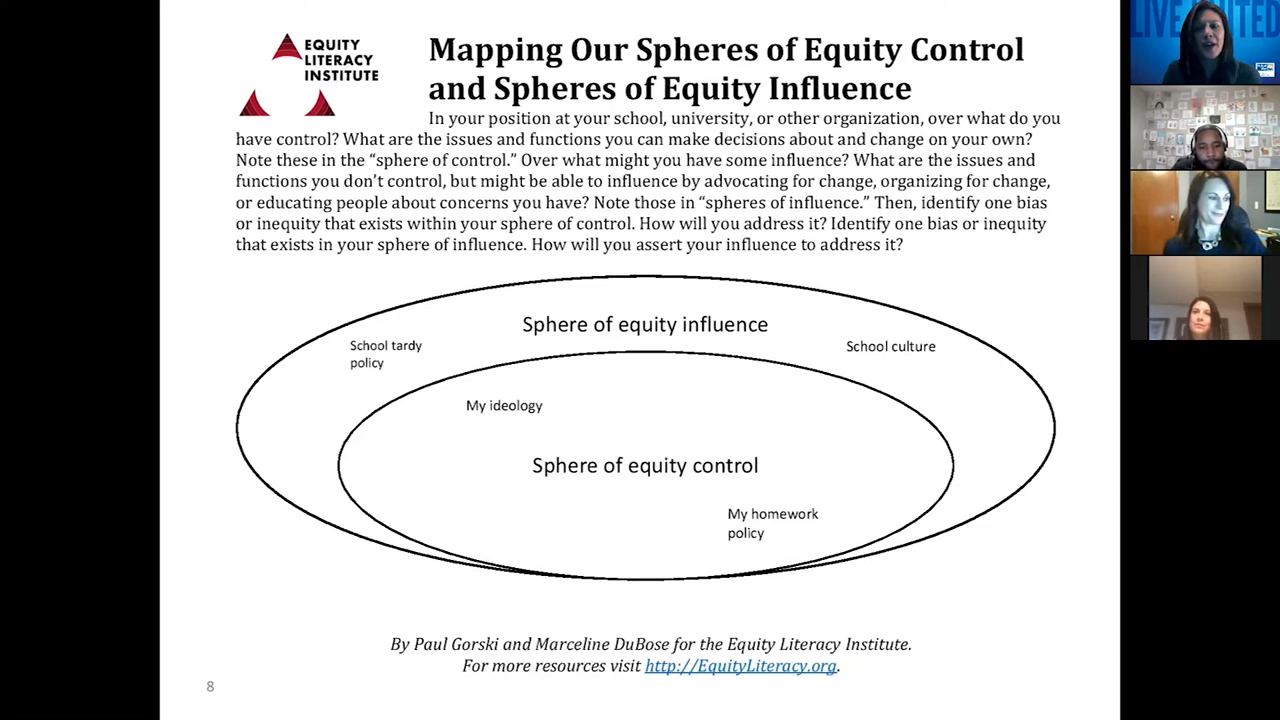 EQUITY
LITERACY
INSTITUTE
Mapping Our Spheres of Equity Control
and Spheres of Equity Influence
In your position at your school, university, or other organization, over what do you
have control? What are the issues and functions you can make decisions about and change on your own?
Note these in the “sphere of control.” Over what might you have some influence? What are the issues and
functions you don’t control, but might be able to influence by advocating for change, organizing for change,
or educating people about concerns you have? Note those in “spheres of influence.” Then, identify one bias
or inequity that exists within your sphere of control. How will you address it? Identify one bias or inequity
that exists in your sphere of influence. How will you assert your influence to address it?
Sphere of equity influence
School tardy
policy
School culture
My ideology
Sphere of equity control
My homework
policy
By Paul Gorski and Marceline DuBose for the Equity Literacy Institute.
For more resources visit http://EquityLiteracy.org.
8
LIVE UNITED